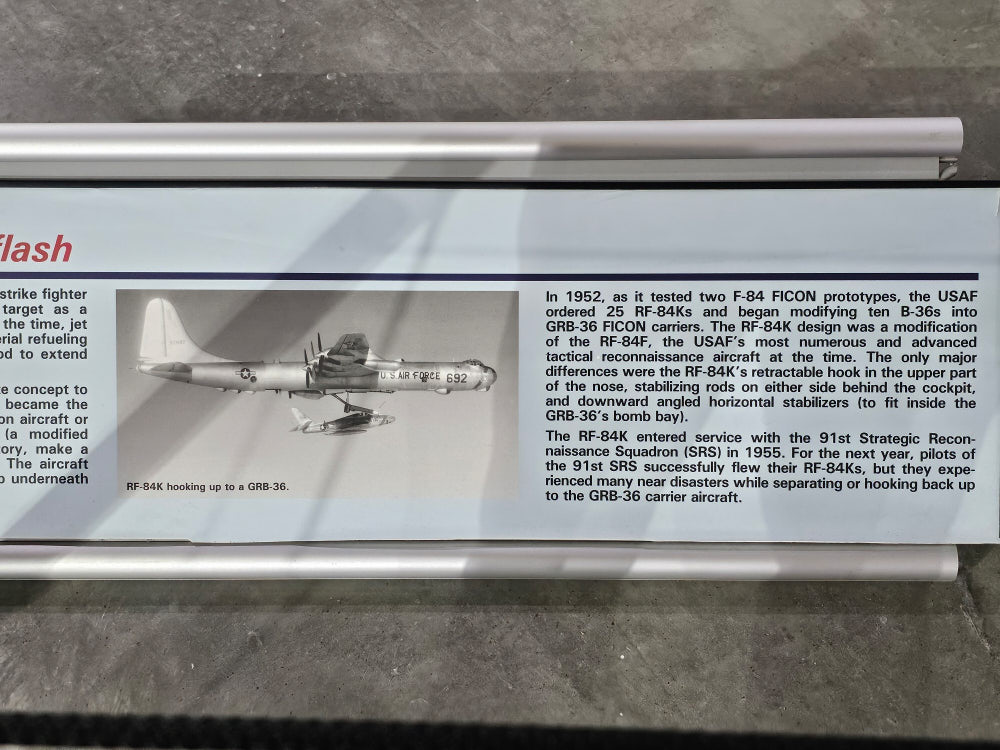 flash
strike fighter
target as a
the time, jet
erial refueling
od to extend
te concept to
became the
on aircraft or
(a modified
tory, make a
The aircraft
o underneath
U.S. AIR FORCE 692
RF-84K hooking up to a GRB-36.
In 1952, as it tested two F-84 FICON prototypes, the USAF
ordered 25 RF-84Ks and began modifying ten B-36s into
GRB-36 FICON carriers. The RF-84K design was a modification
of the RF-84F, the USAF's most numerous and advanced
tactical reconnaissance aircraft at the time. The only major
differences were the RF-84K's retractable hook in the upper part
of the nose, stabilizing rods on either side behind the cockpit,
and downward angled horizontal stabilizers (to fit inside the
GRB-36's bomb bay).
The RF-84K entered service with the 91st Strategic Recon-
naissance Squadron (SRS) in 1955. For the next year, pilots of
the 91st SRS successfully flew their RF-84Ks, but they expe-
rienced many near disasters while separating or hooking back up
to the GRB-36 carrier aircraft.